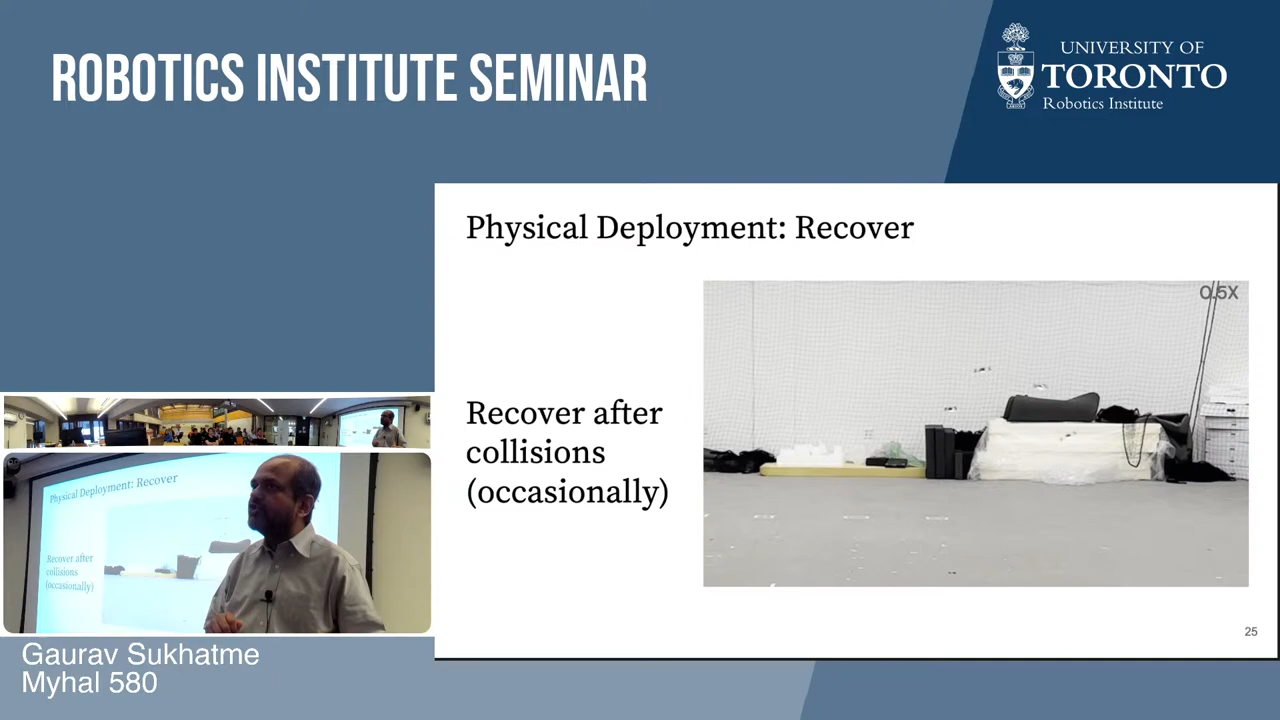 ROBOTICS INSTITUTE SEMINAR
UNIVERSITY OF
TORONTO
Robotics Institute
Physical Deployment: Recover
0.5X
Recover after
collisions
(occasionally)
25
Physical Deployment: Recover
Recover after
collisions
(occasionally)
Gaurav Sukhatme
Myhal 580